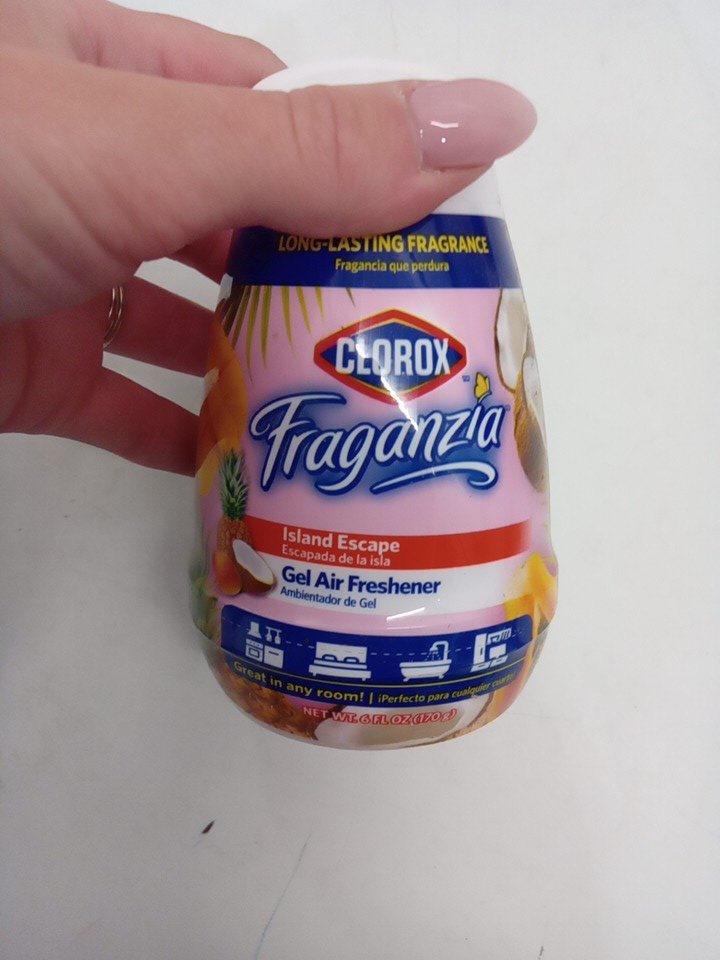 LONG-LASTING FRAGRANCE
Fragancia que perdura
CLOROX
Fraganzia
Island Escape
Escapada de la isla
Gel Air Freshener
Ambientador de Gel
Great in any room! | ¡Perfecto para cualquier cuarto!
NET WT. 6 FL OZ (170 g)